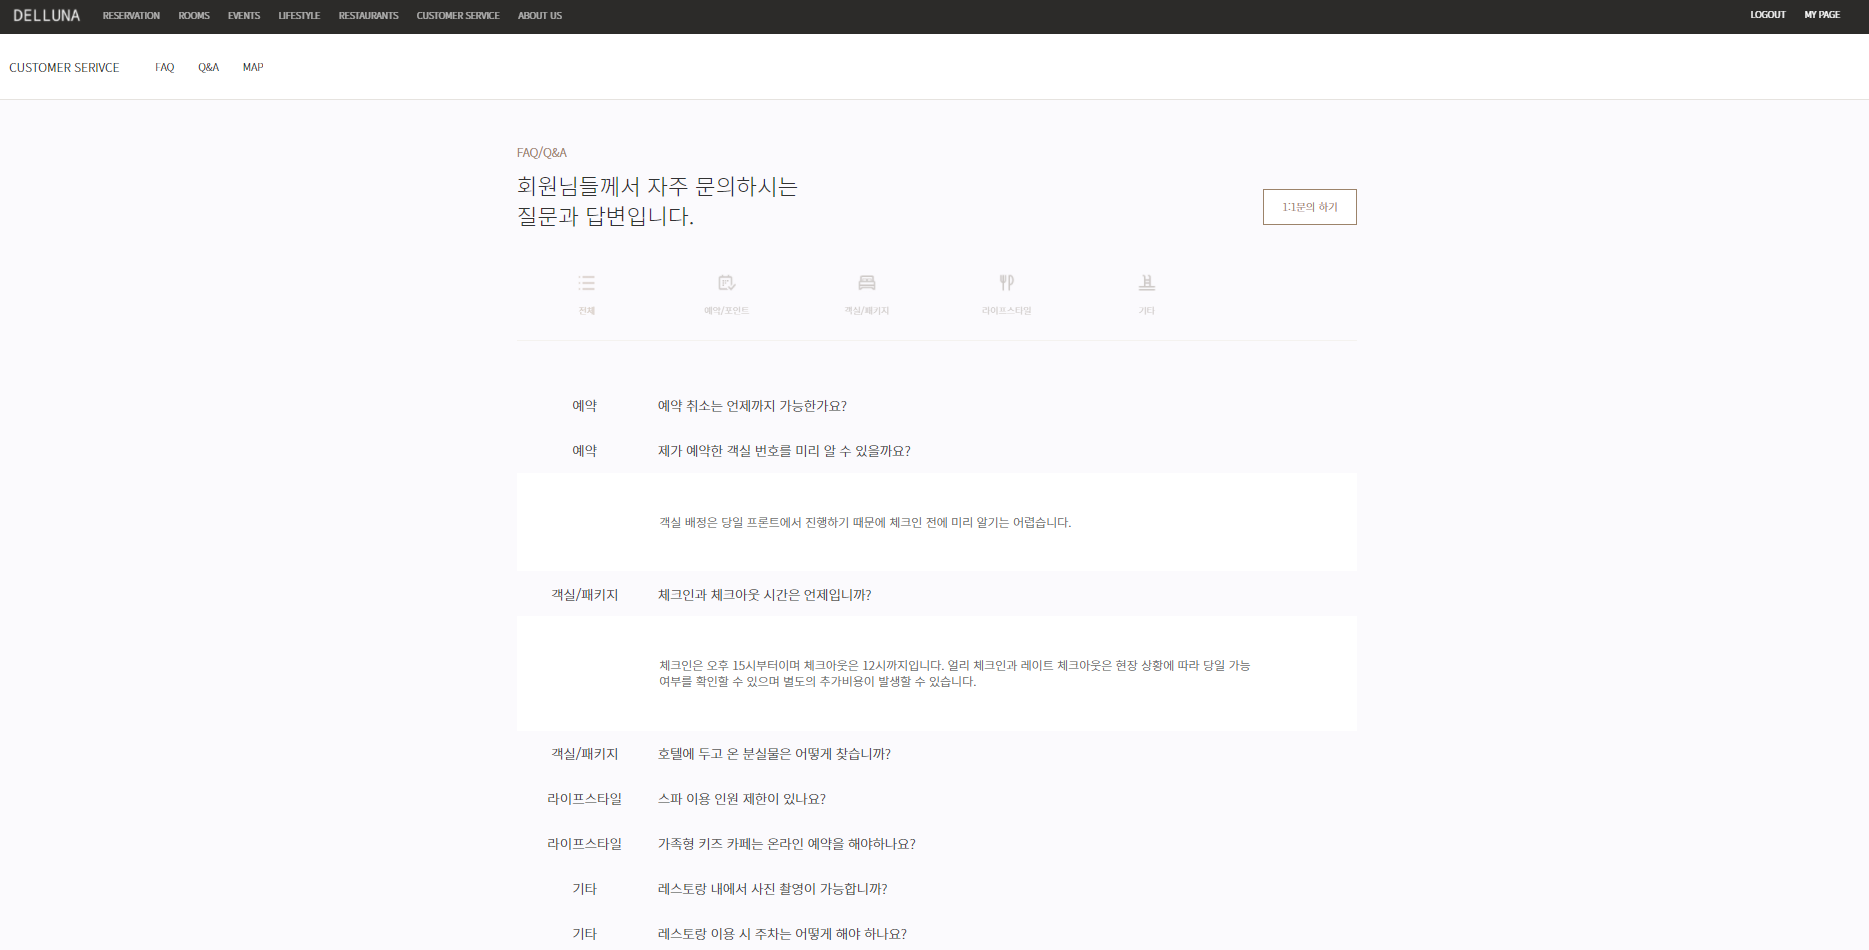 DELLUNA RESERVATION ROOMS EVENTS LIFESTYLE RESTAURANTS CUSTOMER SERVICE ABOUT US LOGOUT MY PAGE
CUSTOMER SERIVCE FAQ Q&A MAP
FAQ/Q&A
회원님들께서 자주 문의하시는
질문과 답변입니다.
1:1문의 하기
전체 예약/포인트 객실/패키지 라이프스타일 기타
예약 예약 취소는 언제까지 가능한가요?
예약 제가 예약한 객실 번호를 미리 알 수 있을까요?
객실 배정은 당일 프론트에서 진행하기 때문에 체크인 전에 미리 알기는 어렵습니다.
객실/패키지 체크인과 체크아웃 시간은 언제입니까?
체크인은 오후 15시부터이며 체크아웃은 12시까지입니다. 얼리 체크인과 레이트 체크아웃은 현장 상황에 따라 당일 가능
여부를 확인할 수 있으며 별도의 추가비용이 발생할 수 있습니다.
객실/패키지 호텔에 두고 온 분실물은 어떻게 찾습니까?
라이프스타일 스파 이용 인원 제한이 있나요?
라이프스타일 가족형 키즈 카페는 온라인 예약을 해야하나요?
기타 레스토랑 내에서 사진 촬영이 가능합니까?
기타 레스토랑 이용 시 주차는 어떻게 해야 하나요?